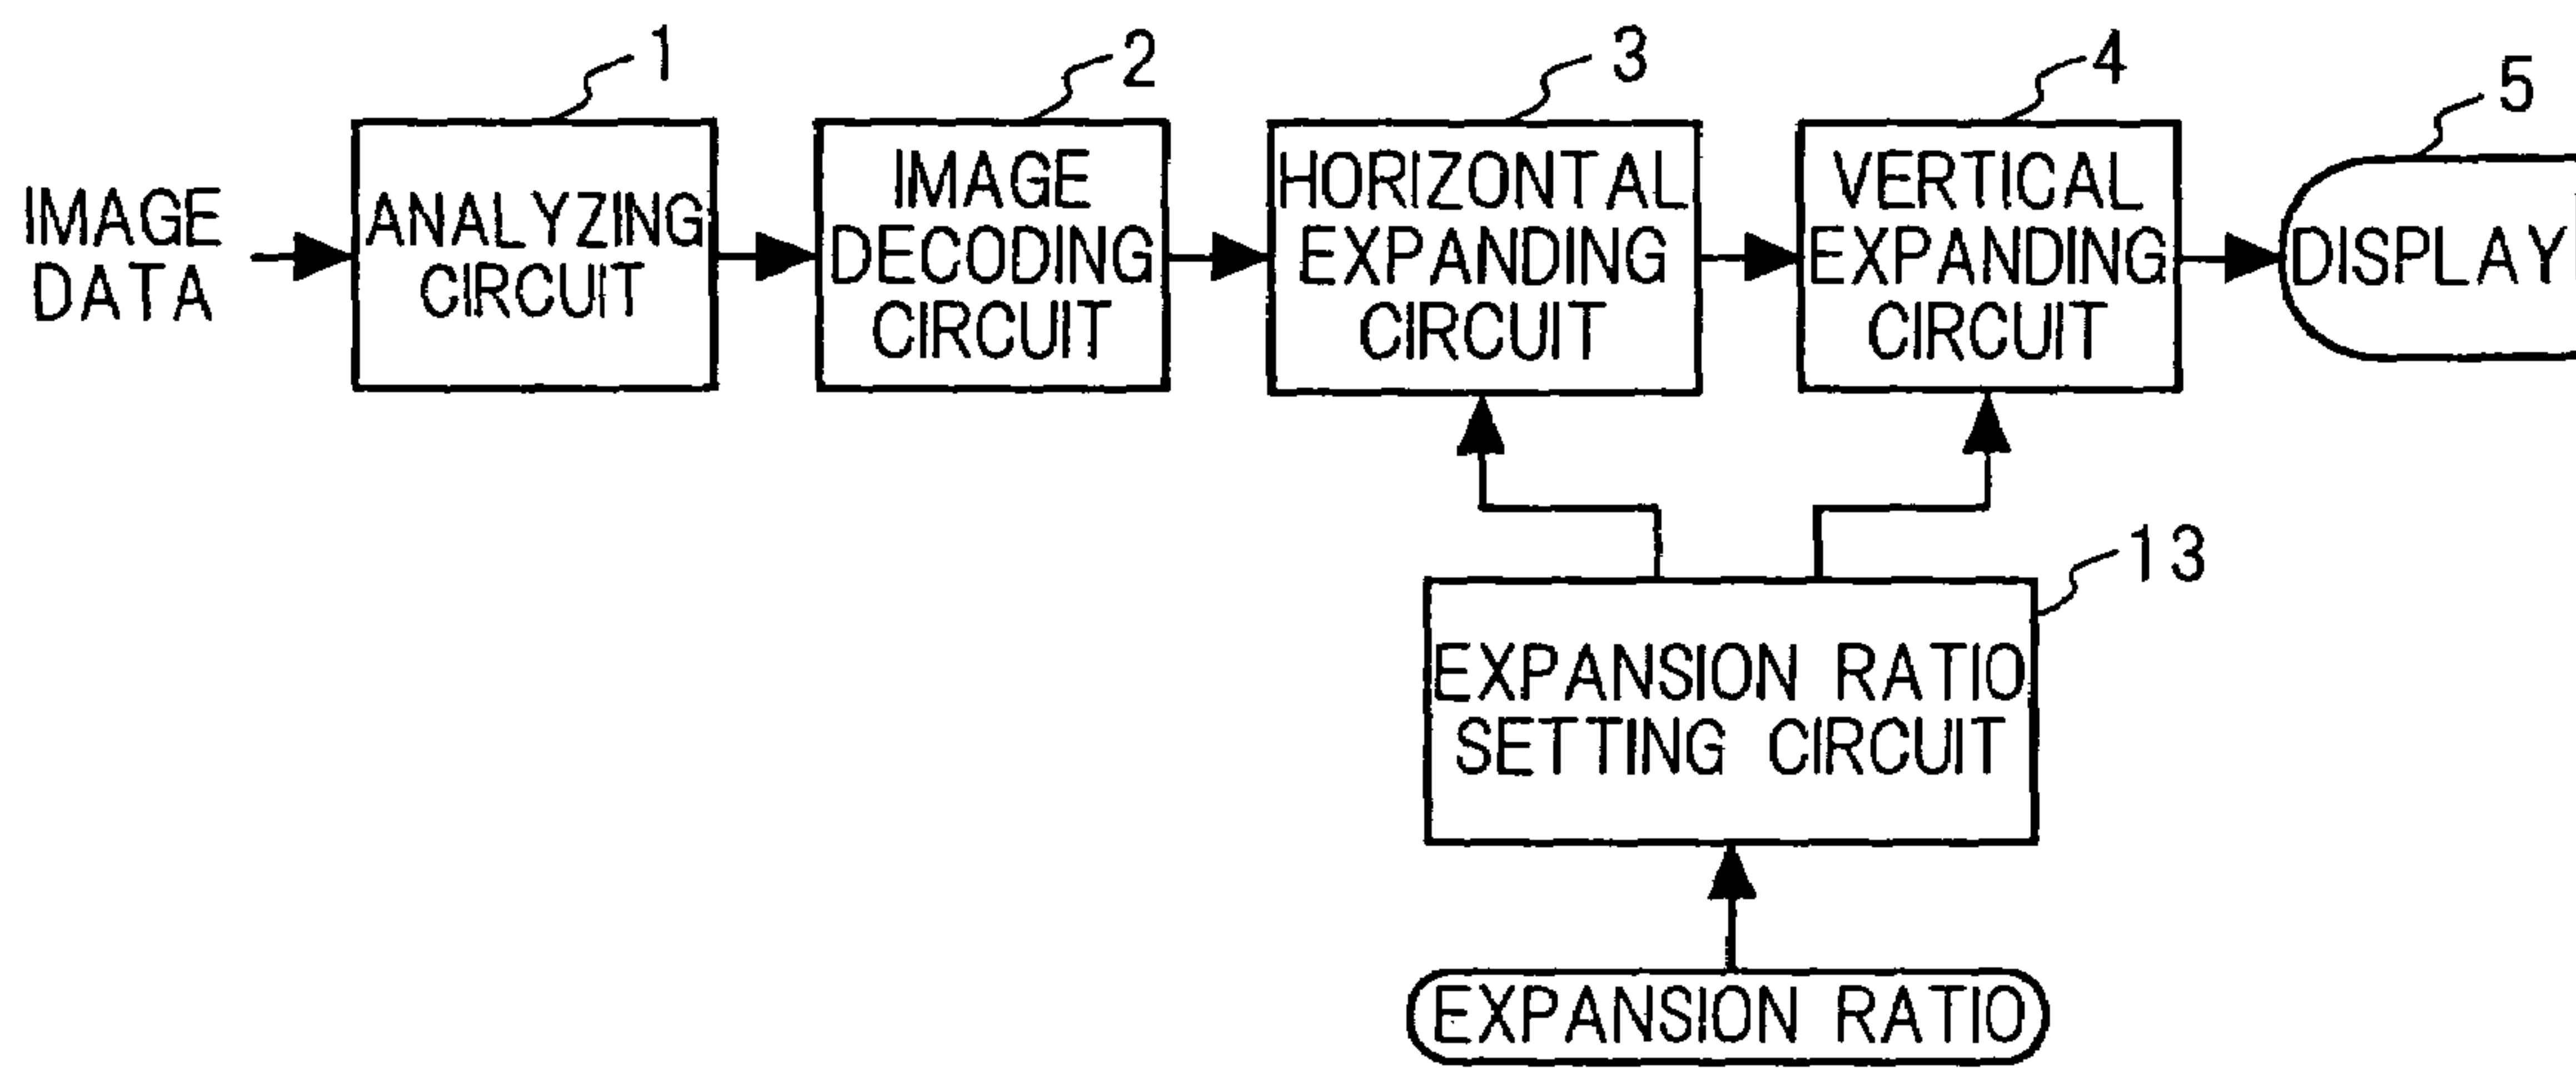 1
2
3
4
5
IMAGE
DATA
ANALYZING
CIRCUIT
IMAGE
DECODING
CIRCUIT
HORIZONTAL
EXPANDING
CIRCUIT
VERTICAL
EXPANDING
CIRCUIT
DISPLAY
13
EXPANSION RATIO
SETTING CIRCUIT
EXPANSION RATIO